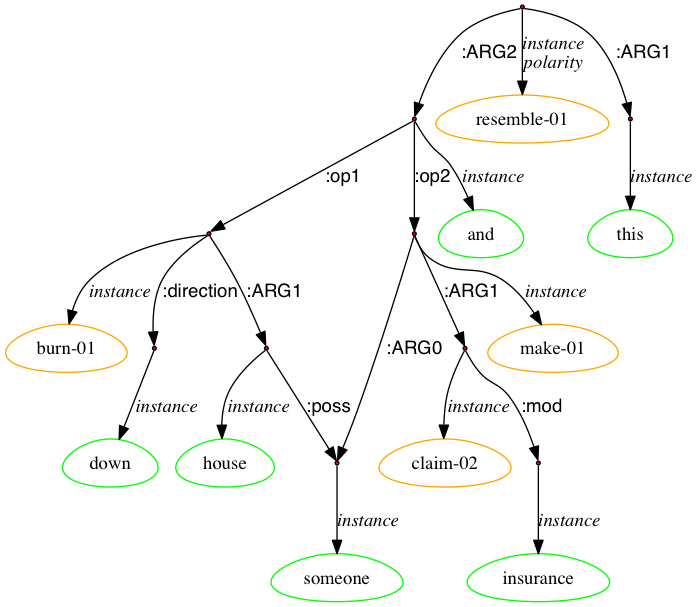 :ARG2
instance
polarity
:ARG1
resemble-01
:op1
:op2
instance
instance
and
this
instance
:direction
:ARG1
:ARG1
instance
burn-01
:ARG0
make-01
instance
instance
:poss
instance
:mod
down
house
claim-02
instance
instance
someone
insurance